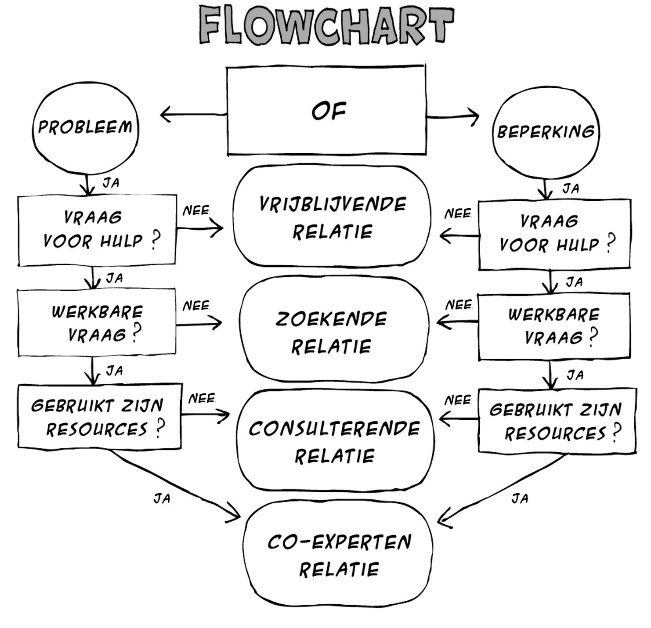 FLOWCHART
OF
PROBLEEM
BEPERKING
JA
JA
VRAAG
VOOR HULP?
NEE
VRIJBLIJVENDE
RELATIE
NEE
VRAAG
VOOR HULP?
JA
JA
WERKBARE
VRAAG?
NEE
ZOEKENDE
RELATIE
NEE
WERKBARE
VRAAG?
JA
JA
GEBRUIKT ZIJN
RESOURCES?
NEE
CONSULTERENDE
RELATIE
NEE
GEBRUIKT ZIJN
RESOURCES?
JA
JA
CO-EXPERTEN
RELATIE